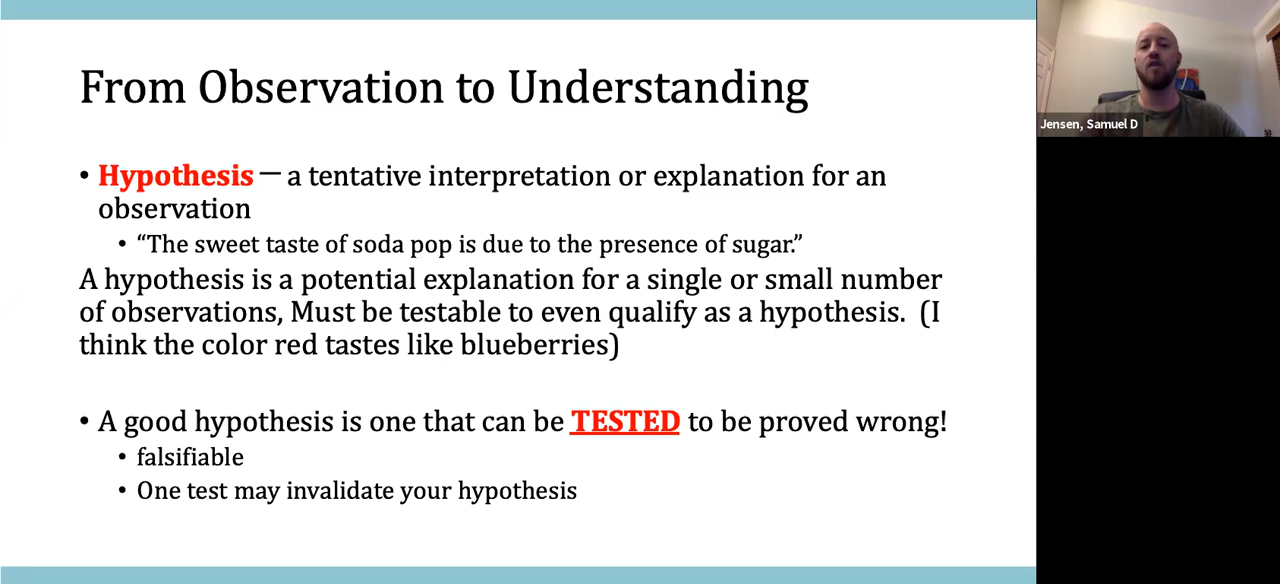 From Observation to Understanding
• Hypothesis — a tentative interpretation or explanation for an
observation
• “The sweet taste of soda pop is due to the presence of sugar.”
A hypothesis is a potential explanation for a single or small number
of observations, Must be testable to even qualify as a hypothesis. (I
think the color red tastes like blueberries)
• A good hypothesis is one that can be TESTED to be proved wrong!
• falsifiable
• One test may invalidate your hypothesis
Jensen, Samuel D